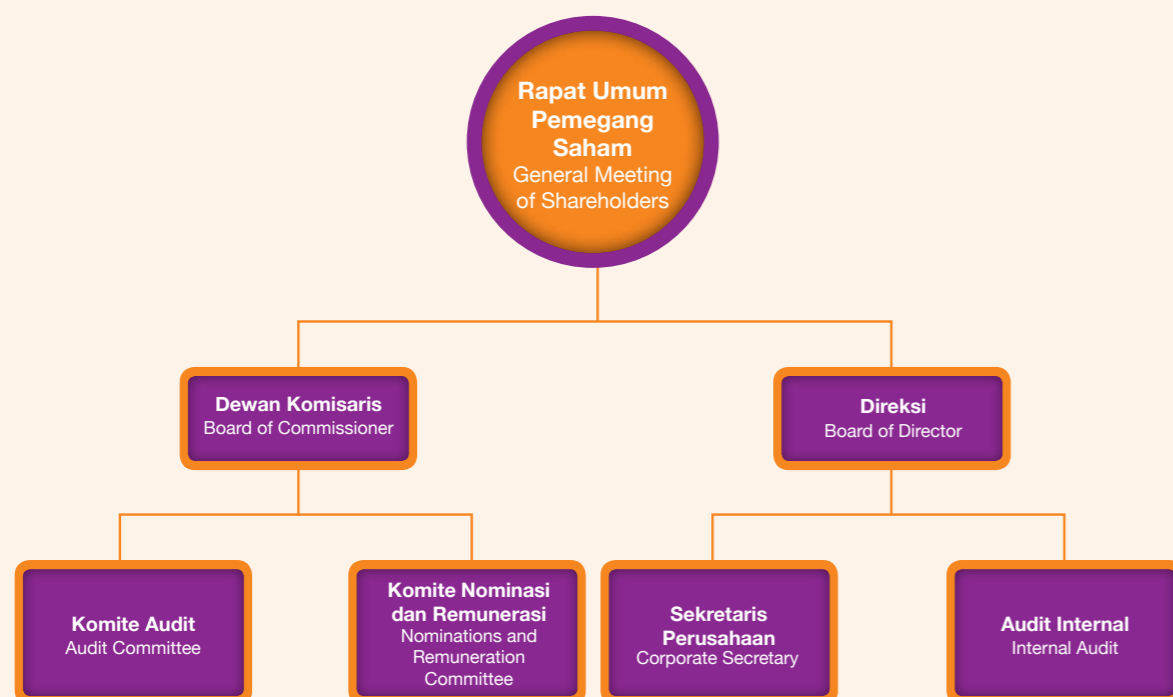 Rapat Umum
Pemegang
Saham
General Meeting
of Shareholders
Dewan Komisaris
Board of Commissioner
Direksi
Board of Director
Komite Audit
Audit Committee
Komite Nominasi
dan Remunerasi
Nominations and
Remuneration
Committee
Sekretaris
Perusahaan
Corporate Secretary
Audit Internal
Internal Audit